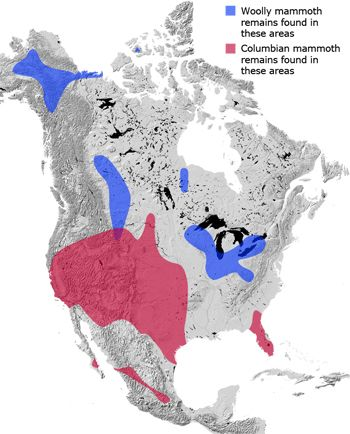 Woolly mammoth
remains found in
these areas
Columbian mammoth
remains found in
these areas